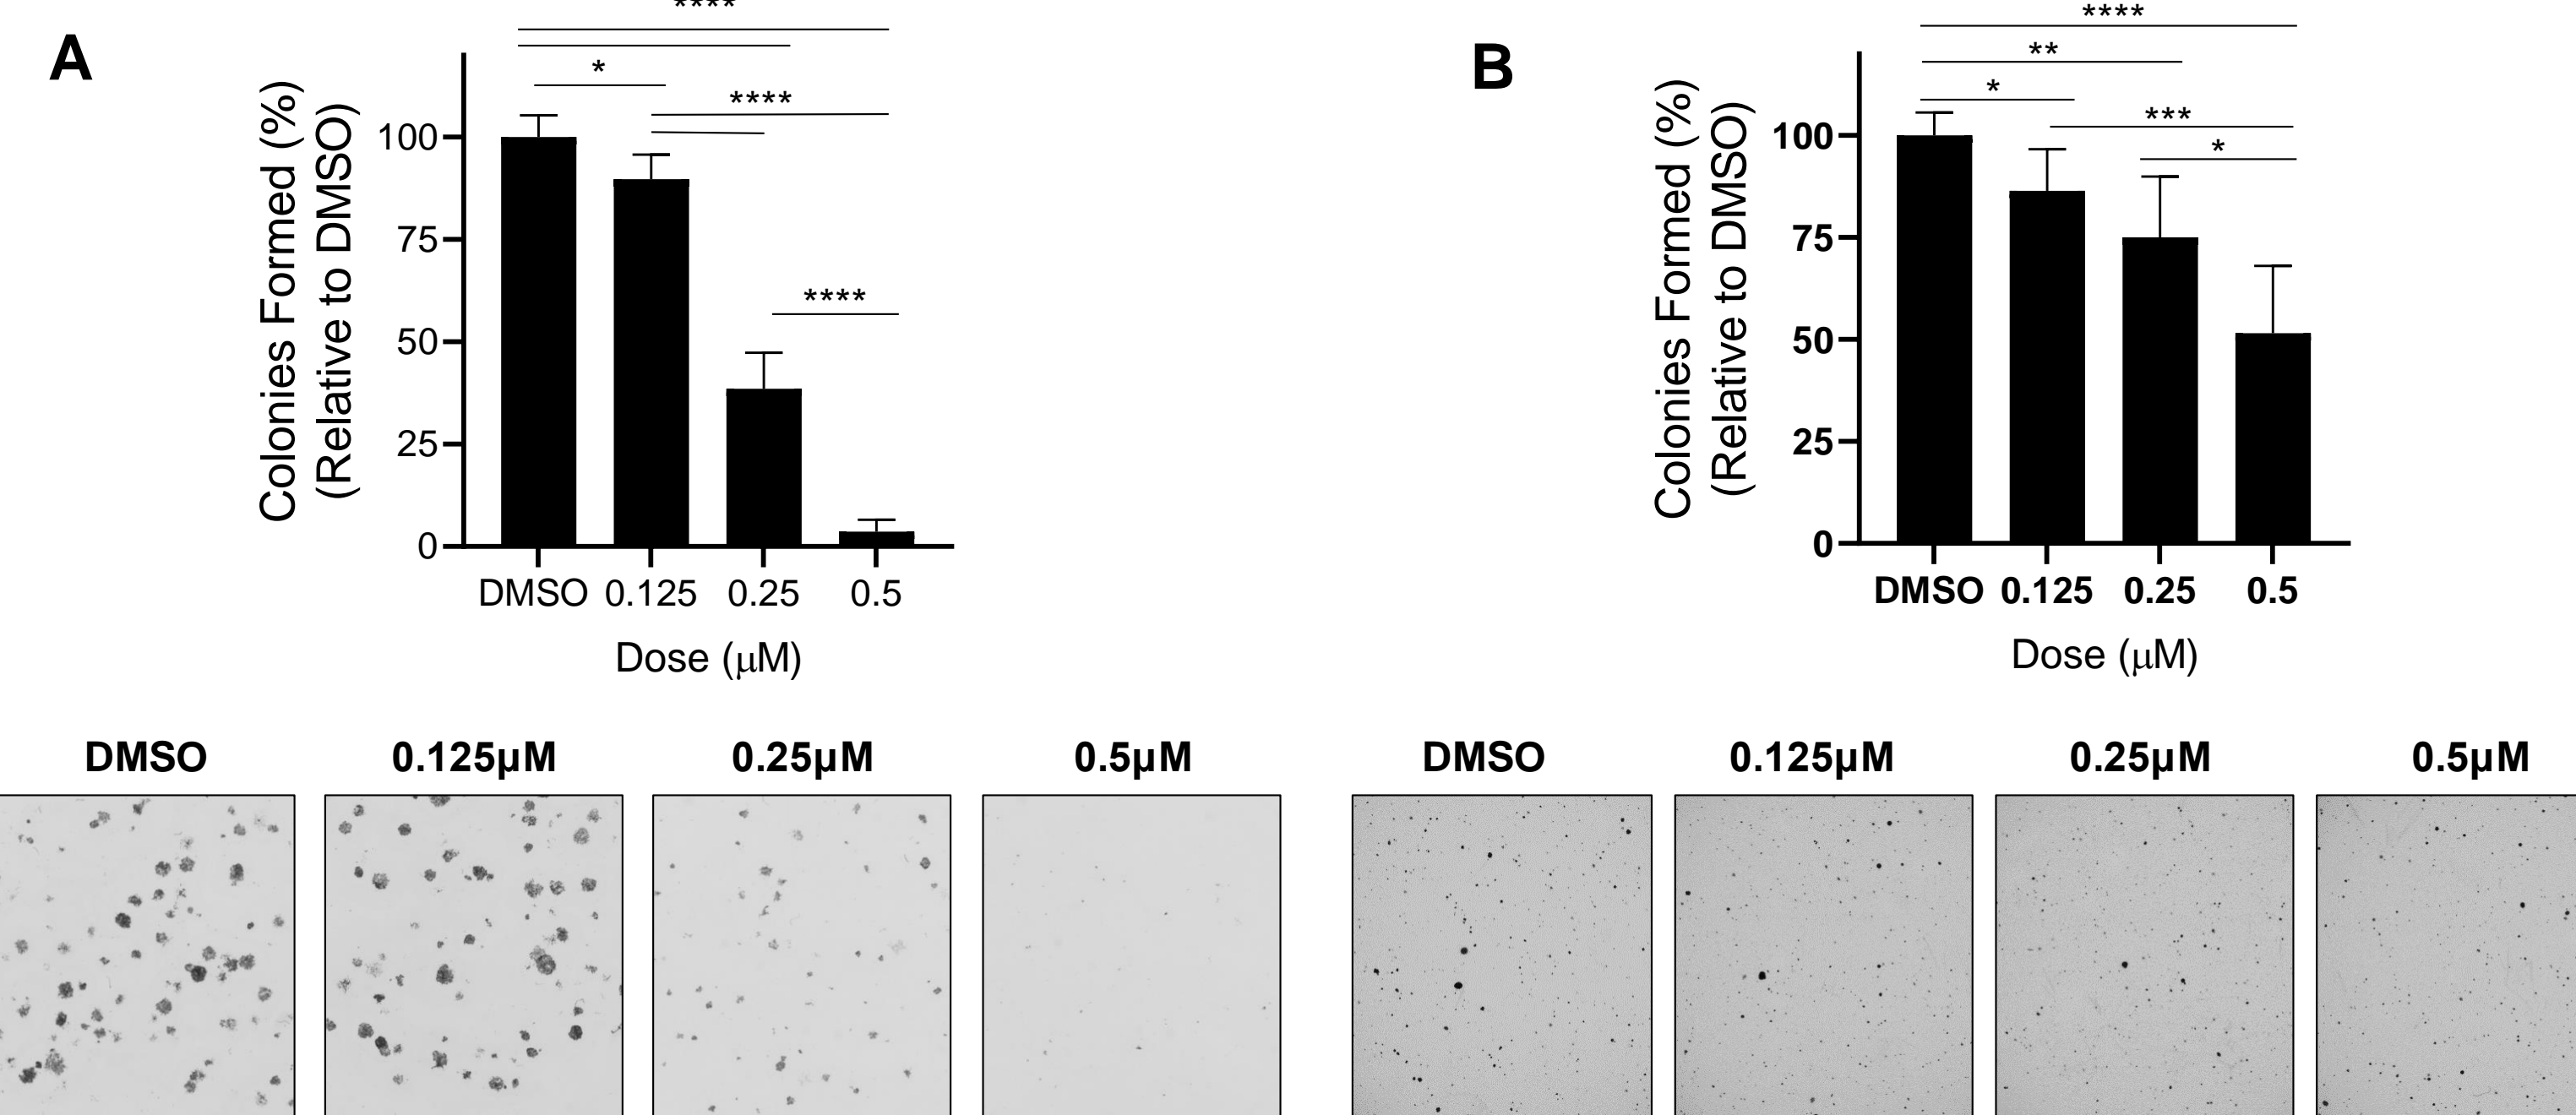 A
****
*
****
****
Colonies Formed (%)
(Relative to DMSO)
100
75
50
25
0
DMSO 0.125 0.25 0.5
Dose (μM)
B
****
**
*
***
*
Colonies Formed (%)
(Relative to DMSO)
100
75
50
25
0
DMSO 0.125 0.25 0.5
Dose (μM)
DMSO 0.125μM 0.25μM 0.5μM
DMSO 0.125μM 0.25μM 0.5μM